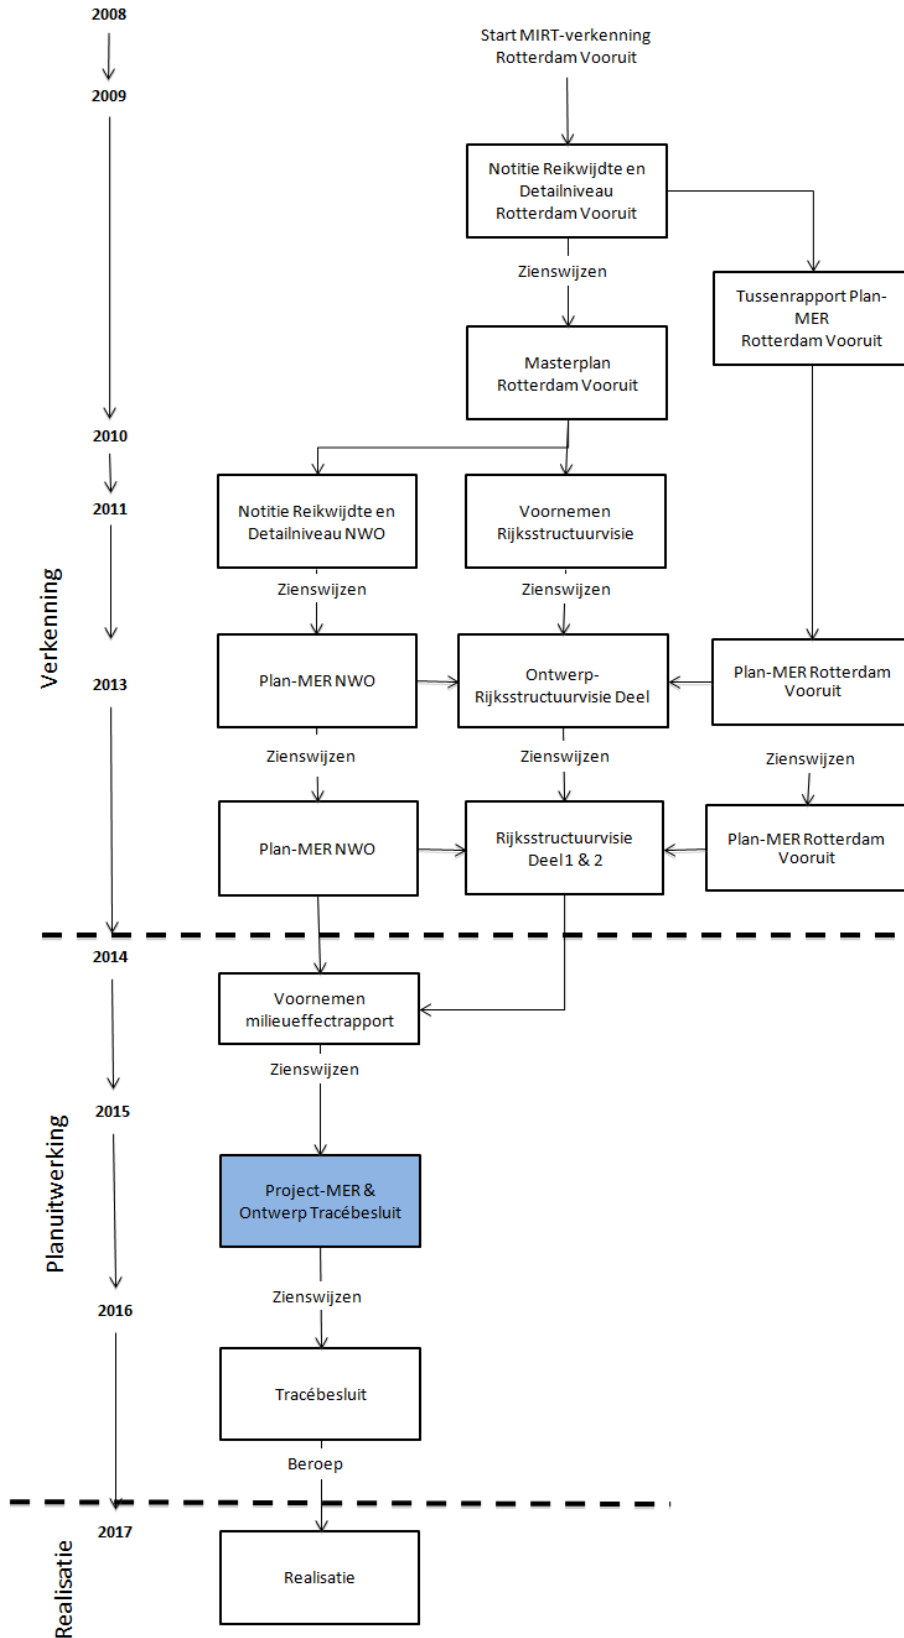 2008
Start MIRT-verkenning
Rotterdam Vooruit
2009
Notitie Reikwijdte en
Detailniveau
Rotterdam Vooruit
Zienswijzen
Tussenrapport Plan-
MER
Rotterdam Vooruit
Masterplan
Rotterdam Vooruit
2010
2011
Notitie Reikwijdte en
Detailniveau NWO
Voornemen
Rijksstructuurvisie
Zienswijzen
Zienswijzen
Verkenning
2013
Plan-MER NWO
Ontwerp-
Rijksstructuurvisie Deel
Plan-MER Rotterdam
Vooruit
Zienswijzen
Zienswijzen
Zienswijzen
Plan-MER NWO
Rijksstructuurvisie
Deel 1 & 2
Plan-MER Rotterdam
Vooruit
2014
Voornemen
milieueffectrapport
Zienswijzen
2015
Planuitwerking
Project-MER &
Ontwerp Tracébesluit
Zienswijzen
2016
Tracébesluit
Beroep
2017
Realisatie
Realisatie